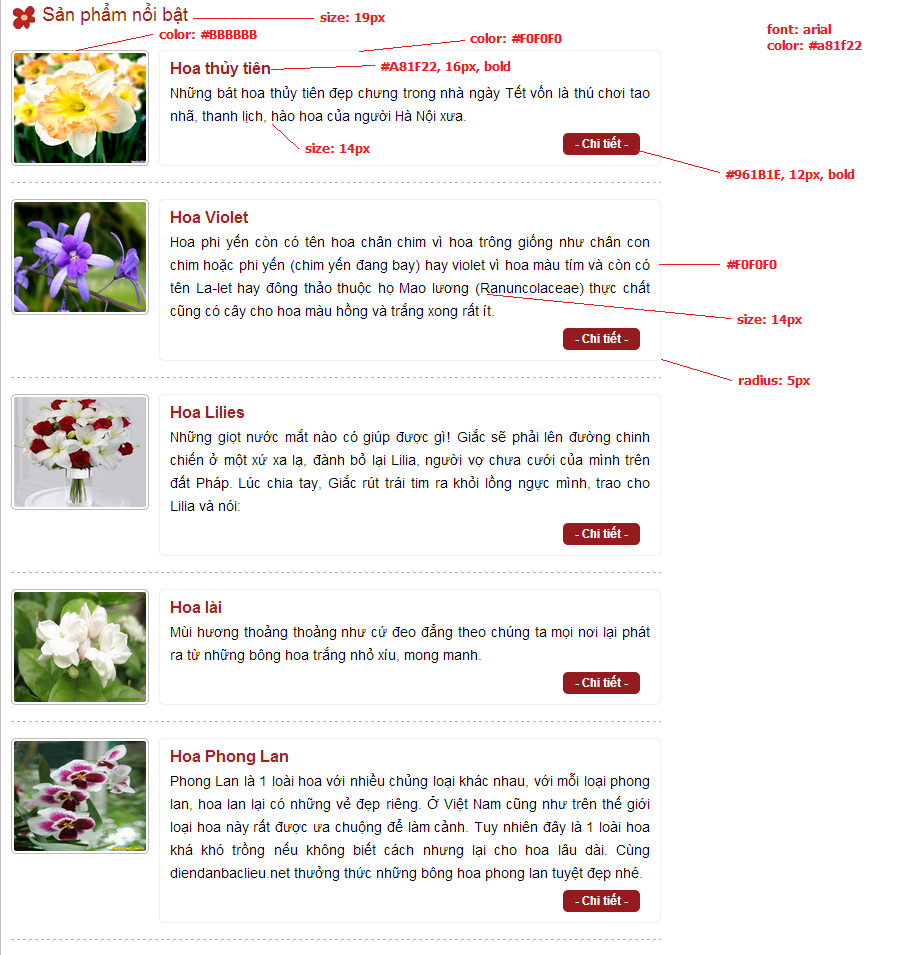 Sản phẩm nổi bật
size: 19px
font: arial
color: #BBBBBB
color: #F0F0F0
color: #a81f22
Hoa thủy tiên
#A81F22, 16px, bold
Những bát hoa thủy tiên đẹp chưng trong nhà ngày Tết vốn là thú chơi tao
nhã, thanh lịch, hào hoa của người Hà Nội xưa.
- Chi tiết -
size: 14px
#961B1E, 12px, bold
Hoa Violet
Hoa phi yến còn có tên hoa chân chim vì hoa trông giống như chân con
chim hoặc phi yến (chim yến đang bay) hay violet vì hoa màu tím và còn có
#F0F0F0
tên La-let hay đông thảo thuộc họ Mao lương (Ranuncolaceae) thực chất
cũng có cây cho hoa màu hồng và trắng xong rất ít.
size: 14px
- Chi tiết -
radius: 5px
Hoa Lilies
Những giọt nước mắt nào có giúp được gì! Giắc sẽ phải lên đường chinh
chiến ở một xứ xa lạ, đành bỏ lại Lilia, người vợ chưa cưới của mình trên
đất Pháp. Lúc chia tay, Giắc rút trái tim ra khỏi lồng ngực mình, trao cho
Lilia và nói:
- Chi tiết -
Hoa lài
Mùi hương thoảng thoảng như cứ đeo đẳng theo chúng ta mọi nơi lại phát
ra từ những bông hoa trắng nhỏ xíu, mong manh.
- Chi tiết -
Hoa Phong Lan
Phong Lan là 1 loài hoa với nhiều chủng loại khác nhau, với mỗi loại phong
lan, hoa lan lại có những vẻ đẹp riêng. Ở Việt Nam cũng như trên thế giới
loại hoa này rất được ưa chuộng để làm cảnh. Tuy nhiên đây là 1 loài hoa
khá khó trồng nếu không biết cách nhưng lại cho hoa lâu dài. Cùng
diendanbaclieu.net thưởng thức những bông hoa phong lan tuyệt đẹp nhé.
- Chi tiết -